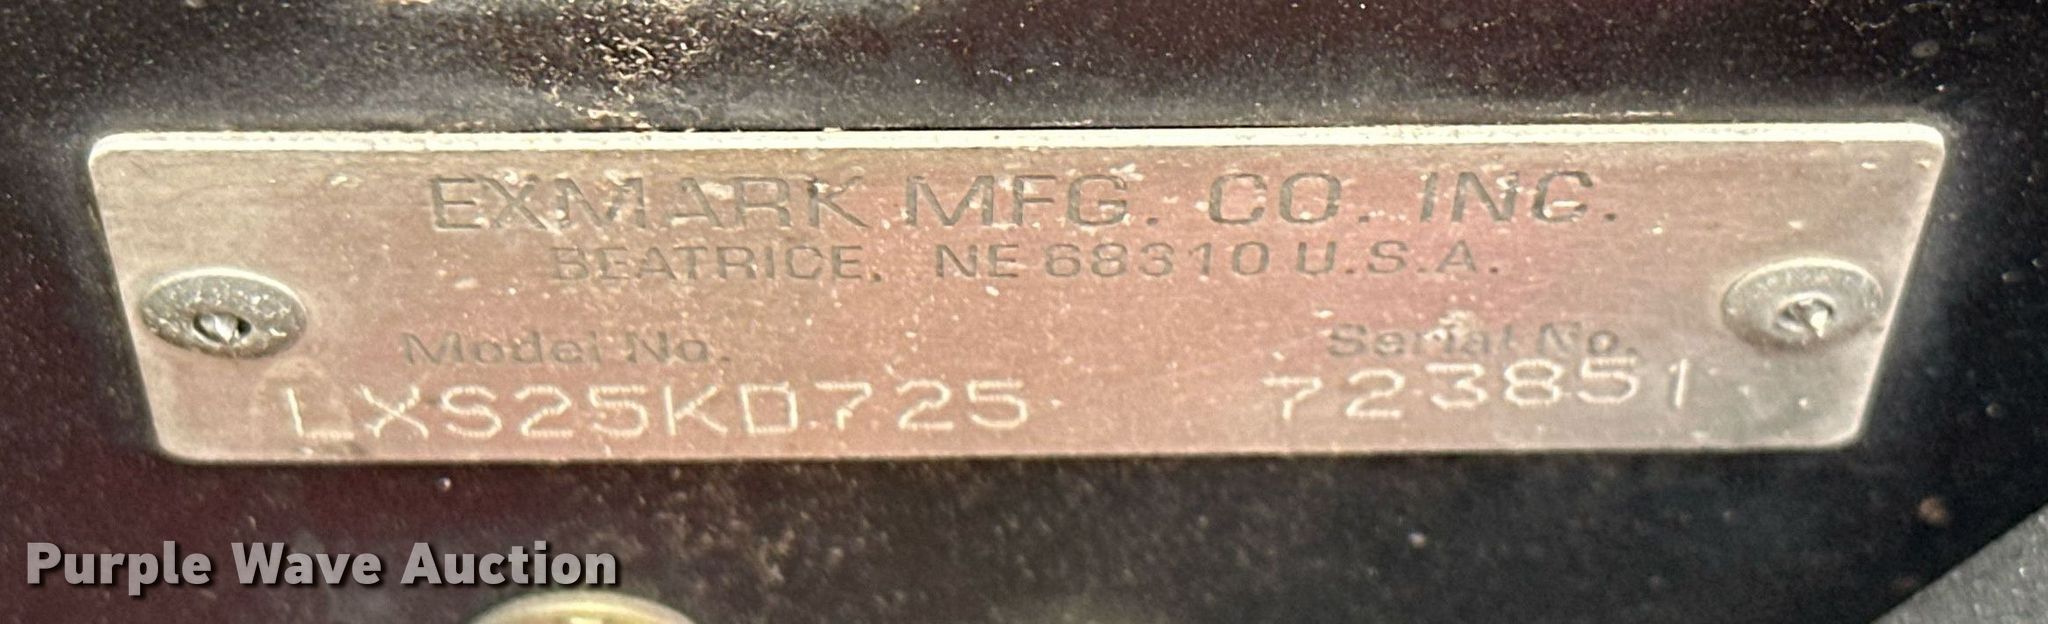 EXMARK MFG. CO. INC.
BEATRICE, NE 68310 U.S.A.
Model No. Serial No.
LXS25KD725 723851
Purple Wave Auction